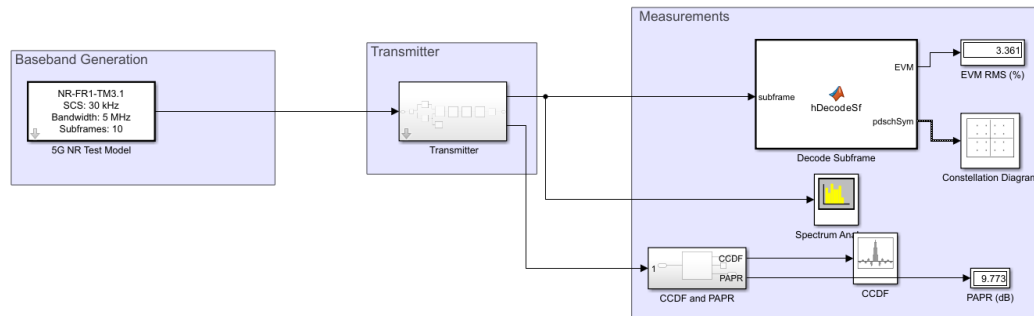 Measurements
Baseband Generation
NR-FR1-TM3.1
SCS: 30 kHz
Bandwidth: 5 MHz
Subframes: 10
5G NR Test Model
Transmitter
Transmitter
subframe
hDecodeSf
EVM
pdschSym
Decode Subframe
3.361
EVM RMS (%)
Constellation Diagram
Spectrum
1
CCDF
PAPR
CCDF and PAPR
CCDF
9.773
PAPR (dB)